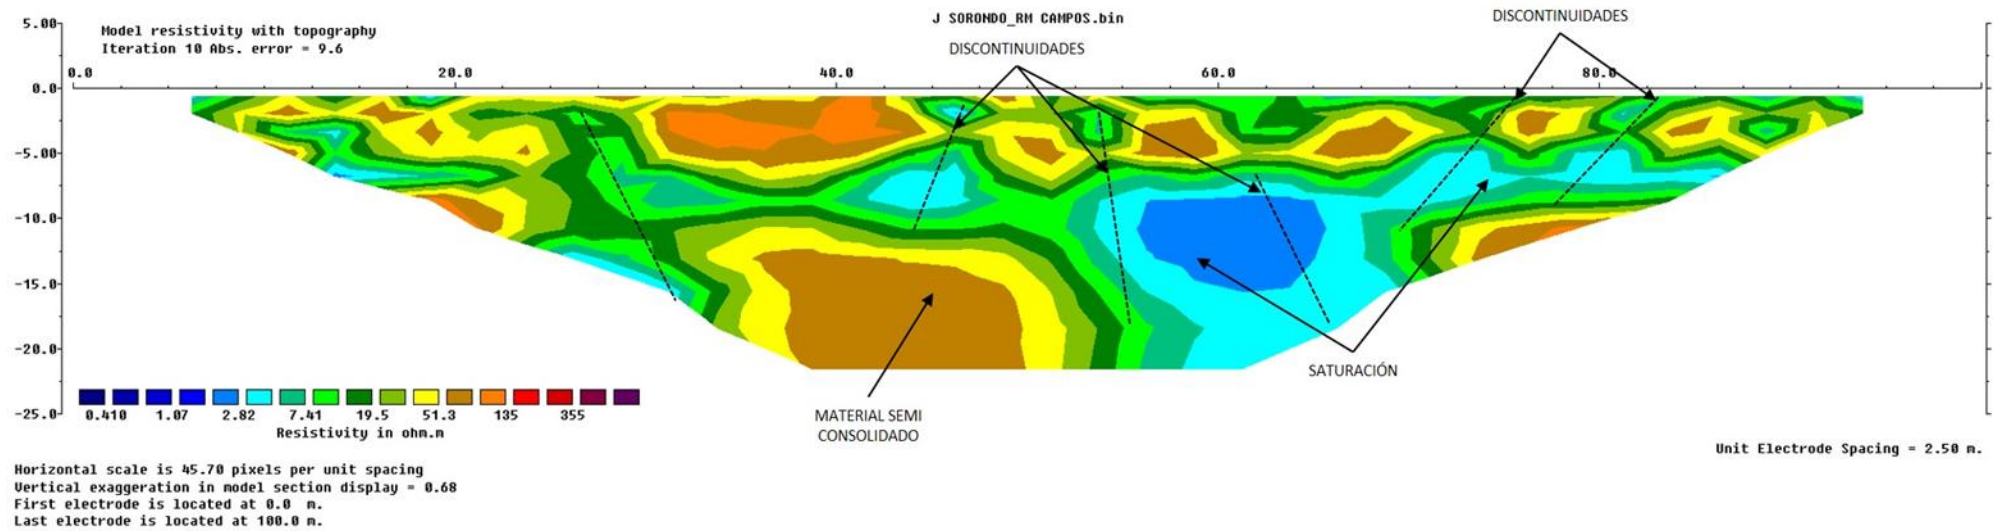 J SORONDO_RM CAMPOS.bin
DISCONTINUIDADES
5.00
Model resistivity with topography
Iteration 10 Abs. error = 9.6
DISCONTINUIDADES
0.0 20.0 40.0 60.0 80.0
0.0
-5.00
-10.0
-15.0
-20.0
-25.0
SATURACIÓN
0.410 1.07 2.82 7.41 19.5 51.3 135 355
Resistivity in ohm.m
MATERIAL SEMI
CONSOLIDADO
Unit Electrode Spacing = 2.50 m.
Horizontal scale is 45.70 pixels per unit spacing
Vertical exaggeration in model section display = 0.68
First electrode is located at 0.0 m.
Last electrode is located at 100.0 m.